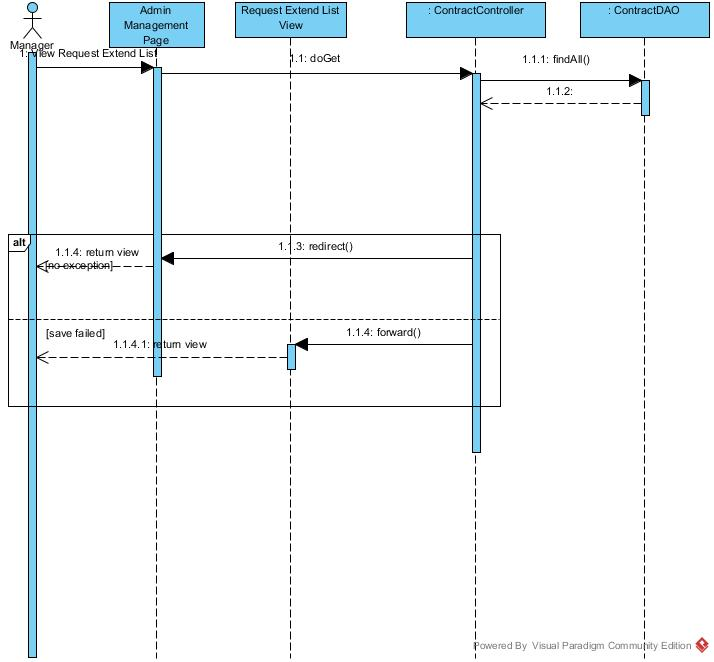 Manager
Admin
Management
Page
Request Extend List
View
: ContractController
: ContractDAO
1: View Request Extend List
1.1: doGet
1.1.1: findAll()
1.1.2:
alt
1.1.3: redirect()
1.1.4: return view
[no exception]
[save failed]
1.1.4: forward()
1.1.4.1: return view
Powered By Visual Paradigm Community Edition